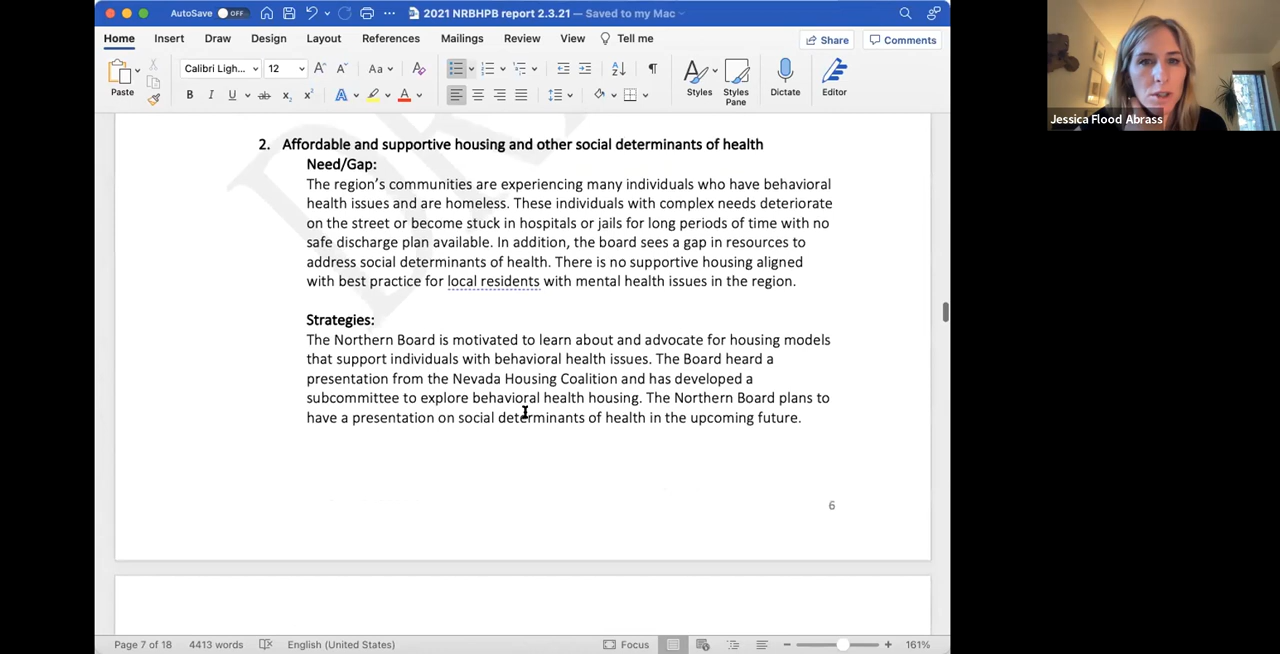 AutoSave OFF
2021 NRBHPB report 2.3.21 — Saved to my Mac
Home Insert Draw Design Layout References Mailings Review View Tell me Share Comments
Calibri Ligh... 12 Aa
Paste B I U ab x₂ x² A A Styles Styles Pane Dictate Editor
2. Affordable and supportive housing and other social determinants of health
Need/Gap:
The region's communities are experiencing many individuals who have behavioral
health issues and are homeless. These individuals with complex needs deteriorate
on the street or become stuck in hospitals or jails for long periods of time with no
safe discharge plan available. In addition, the board sees a gap in resources to
address social determinants of health. There is no supportive housing aligned
with best practice for local residents with mental health issues in the region.
Strategies:
The Northern Board is motivated to learn about and advocate for housing models
that support individuals with behavioral health issues. The Board heard a
presentation from the Nevada Housing Coalition and has developed a
subcommittee to explore behavioral health housing. The Northern Board plans to
have a presentation on social determinants of health in the upcoming future.
6
Page 7 of 18 4413 words English (United States) Focus 161%
Jessica Flood Abrass